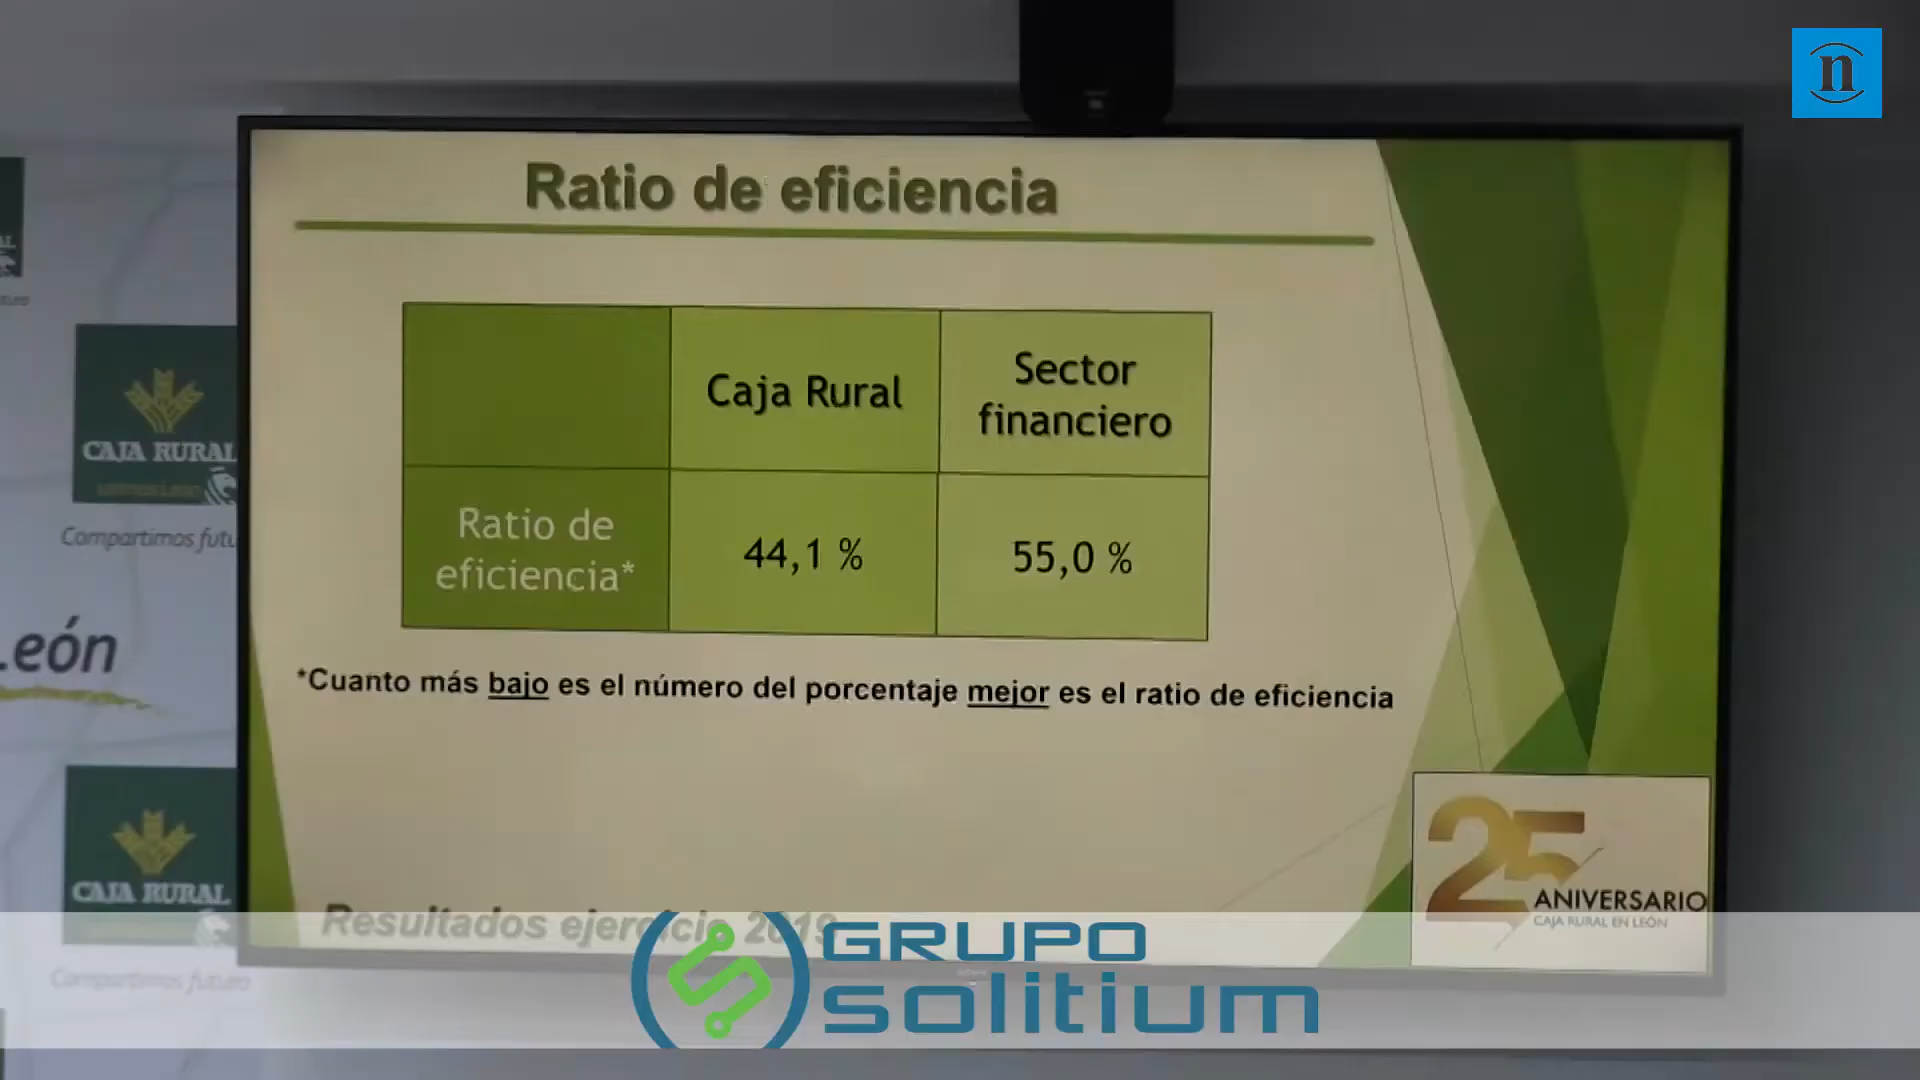 n
Ratio de eficiencia
Caja Rural
Sector
financiero
Ratio de
eficiencia*
44,1 %
55,0 %
*Cuanto más bajo es el número del porcentaje mejor es el ratio de eficiencia
Resultados ejercicio 2019
25
ANIVERSARIO
CAJA RURAL EN LEÓN
CAJA RURAL
Compartimos futu
León
CAJA RURAL
Compartimos futuro
GRUPO
solitium